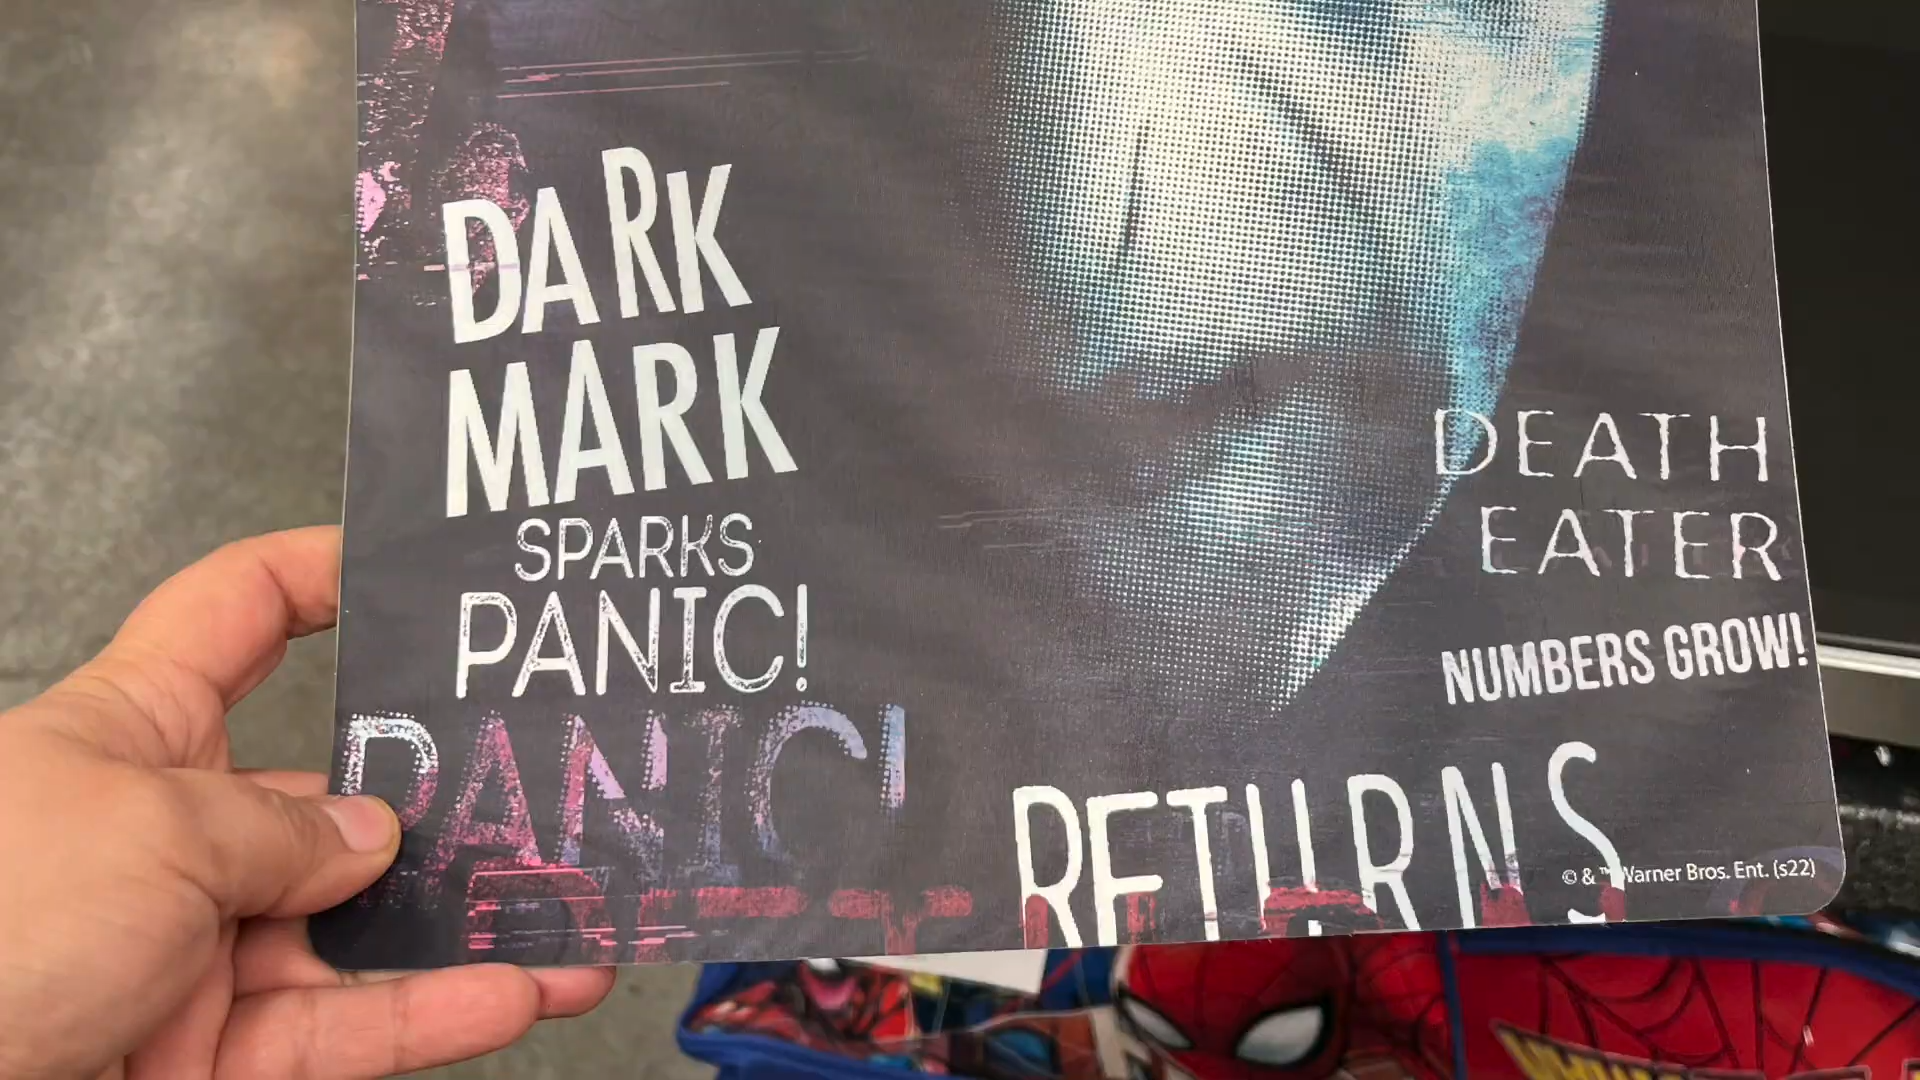 DARK
MARK
SPARKS
PANIC!
PANIC!
DEATH
EATER
NUMBERS GROW!
RETURNS
© & ™ Warner Bros. Ent. (s22)